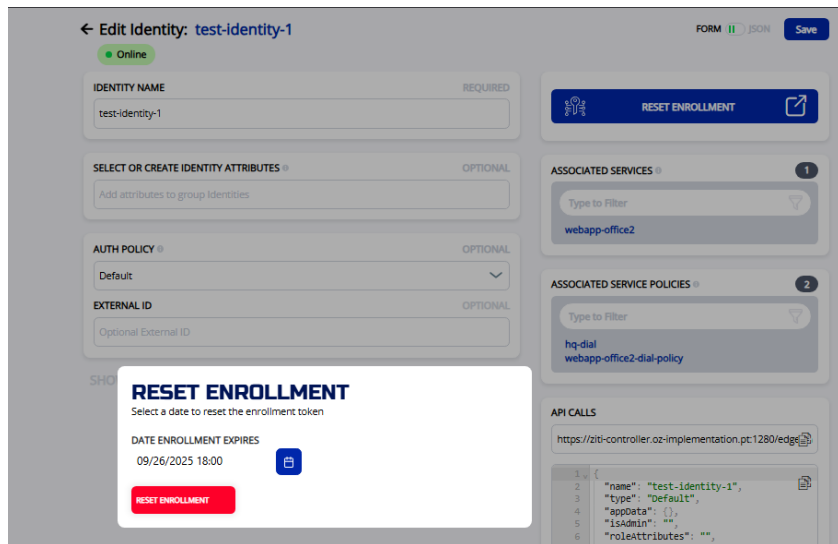 ← Edit Identity: test-identity-1
FORM JSON Save
Online
IDENTITY NAME REQUIRED
test-identity-1
SELECT OR CREATE IDENTITY ATTRIBUTES OPTIONAL
Add attributes to group Identities
AUTH POLICY OPTIONAL
Default
EXTERNAL ID OPTIONAL
Optional External ID
SHO
RESET ENROLLMENT
Select a date to reset the enrollment token
DATE ENROLLMENT EXPIRES
09/26/2025 18:00
RESET ENROLLMENT
RESET ENROLLMENT
ASSOCIATED SERVICES 1
Type to Filter
webapp-office2
ASSOCIATED SERVICE POLICIES 2
Type to Filter
hq-dial
webapp-office2-dial-policy
API CALLS
https://ziti-controller.oz-implementation.pt:1280/edge
1 {
2 "name": "test-identity-1",
3 "type": "Default",
4 "appData": {},
5 "isAdmin": "",
6 "roleAttributes": "",